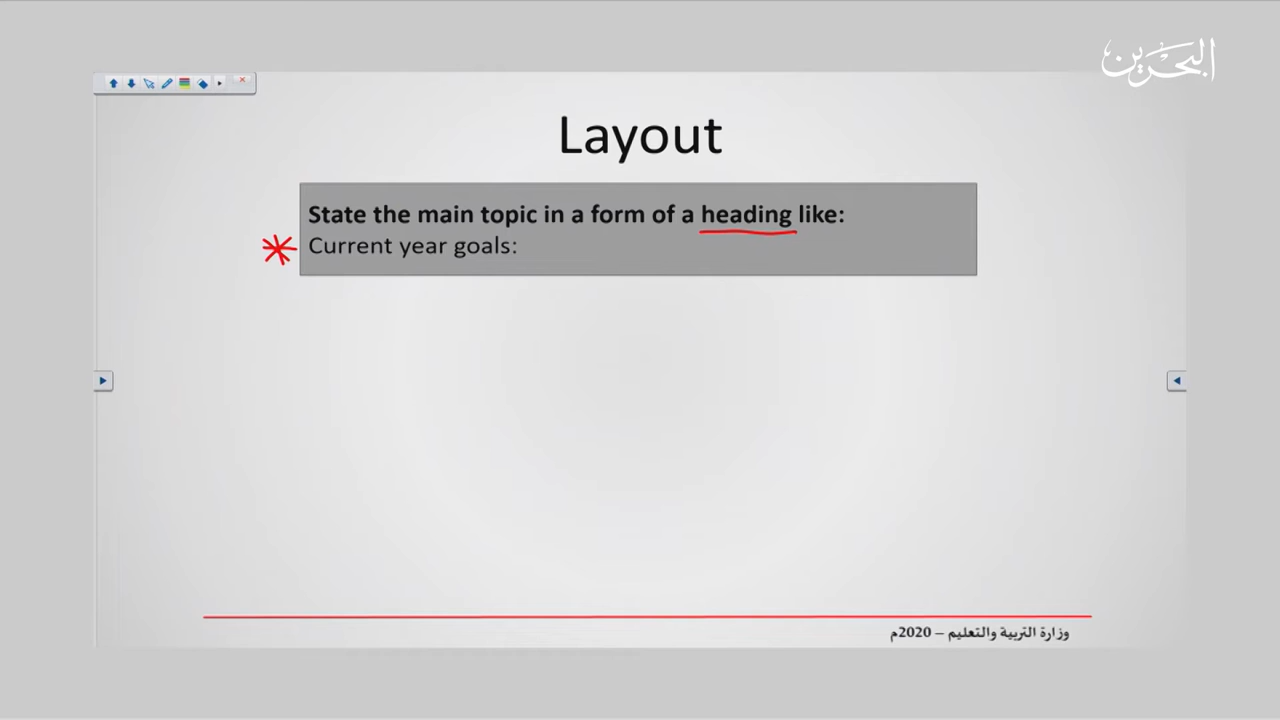 البحرين
Layout
State the main topic in a form of a heading like:
Current year goals:
وزارة التربية والتعليم – 2020م